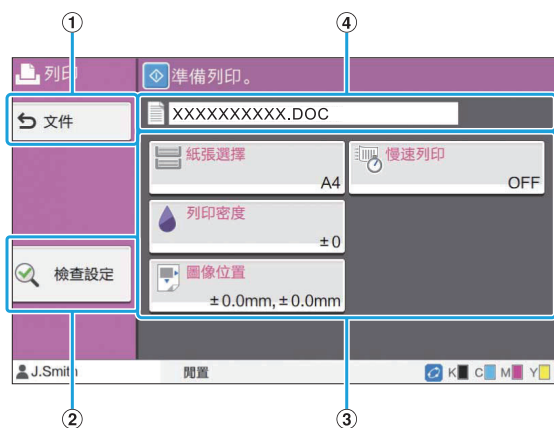 ① ④
列印 準備列印。
文件 XXXXXXXXXX.DOC
紙張選擇 A4
慢速列印 OFF
列印密度 ±0
檢查設定
圖像位置 ±0.0mm, ±0.0mm
J.Smith 閒置 K C M Y
② ③